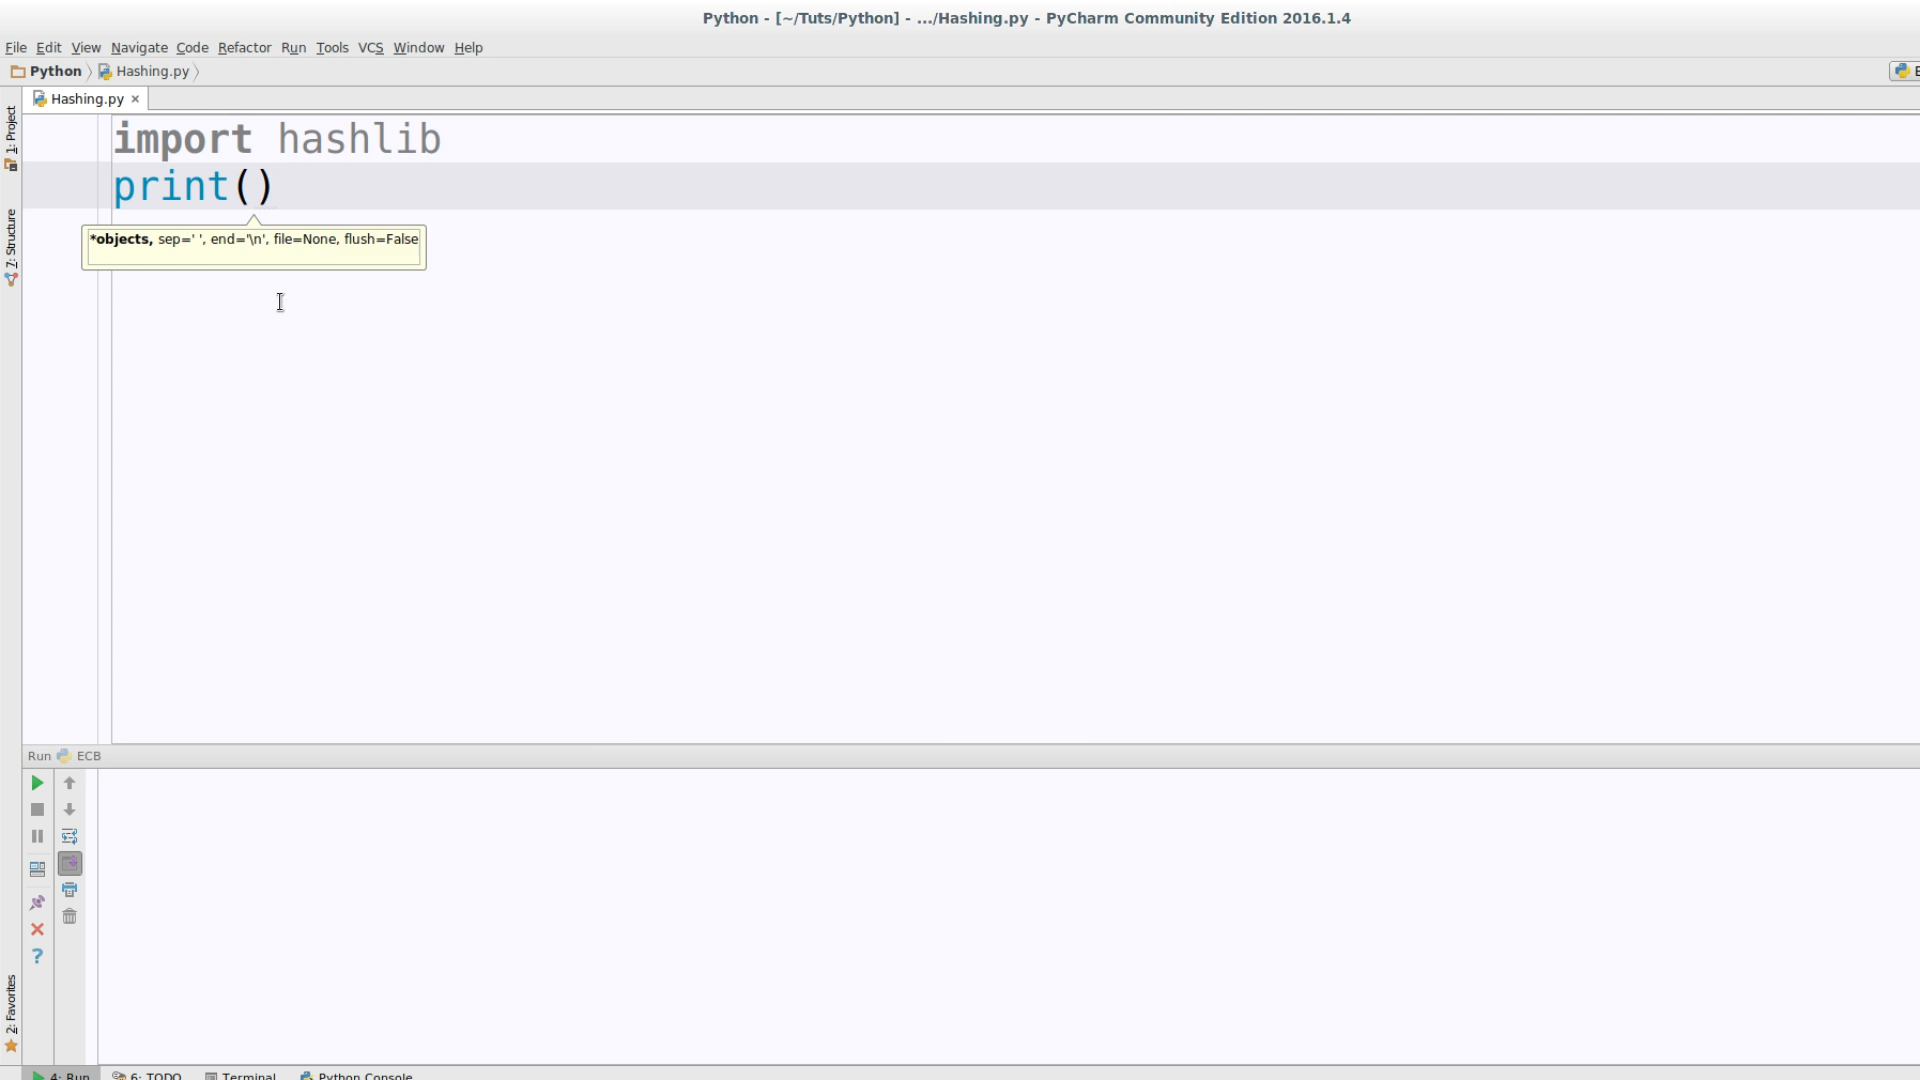 Python - [~/Tuts/Python] - .../Hashing.py - PyCharm Community Edition 2016.1.4
File Edit View Navigate Code Refactor Run Tools VCS Window Help
Python Hashing.py
Hashing.py
1: Project
import hashlib
print()
7: Structure
*objects, sep=' ', end='\n', file=None, flush=False
Run ECB
2: Favorites
4: Run 6: TODO Terminal Python Console